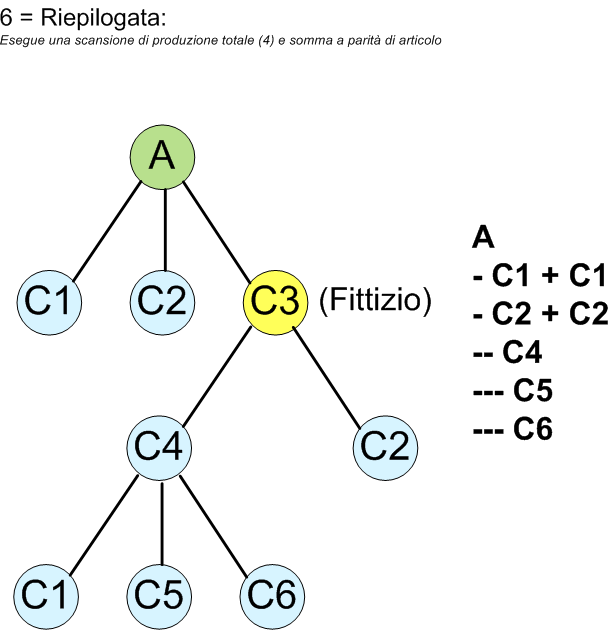 6 = Riepilogata:
Esegue una scansione di produzione totale (4) e somma a parità di articolo
A
C1
C2
C3
(Fittizio)
C4
C2
C1
C5
C6
A
- C1 + C1
- C2 + C2
-- C4
--- C5
--- C6